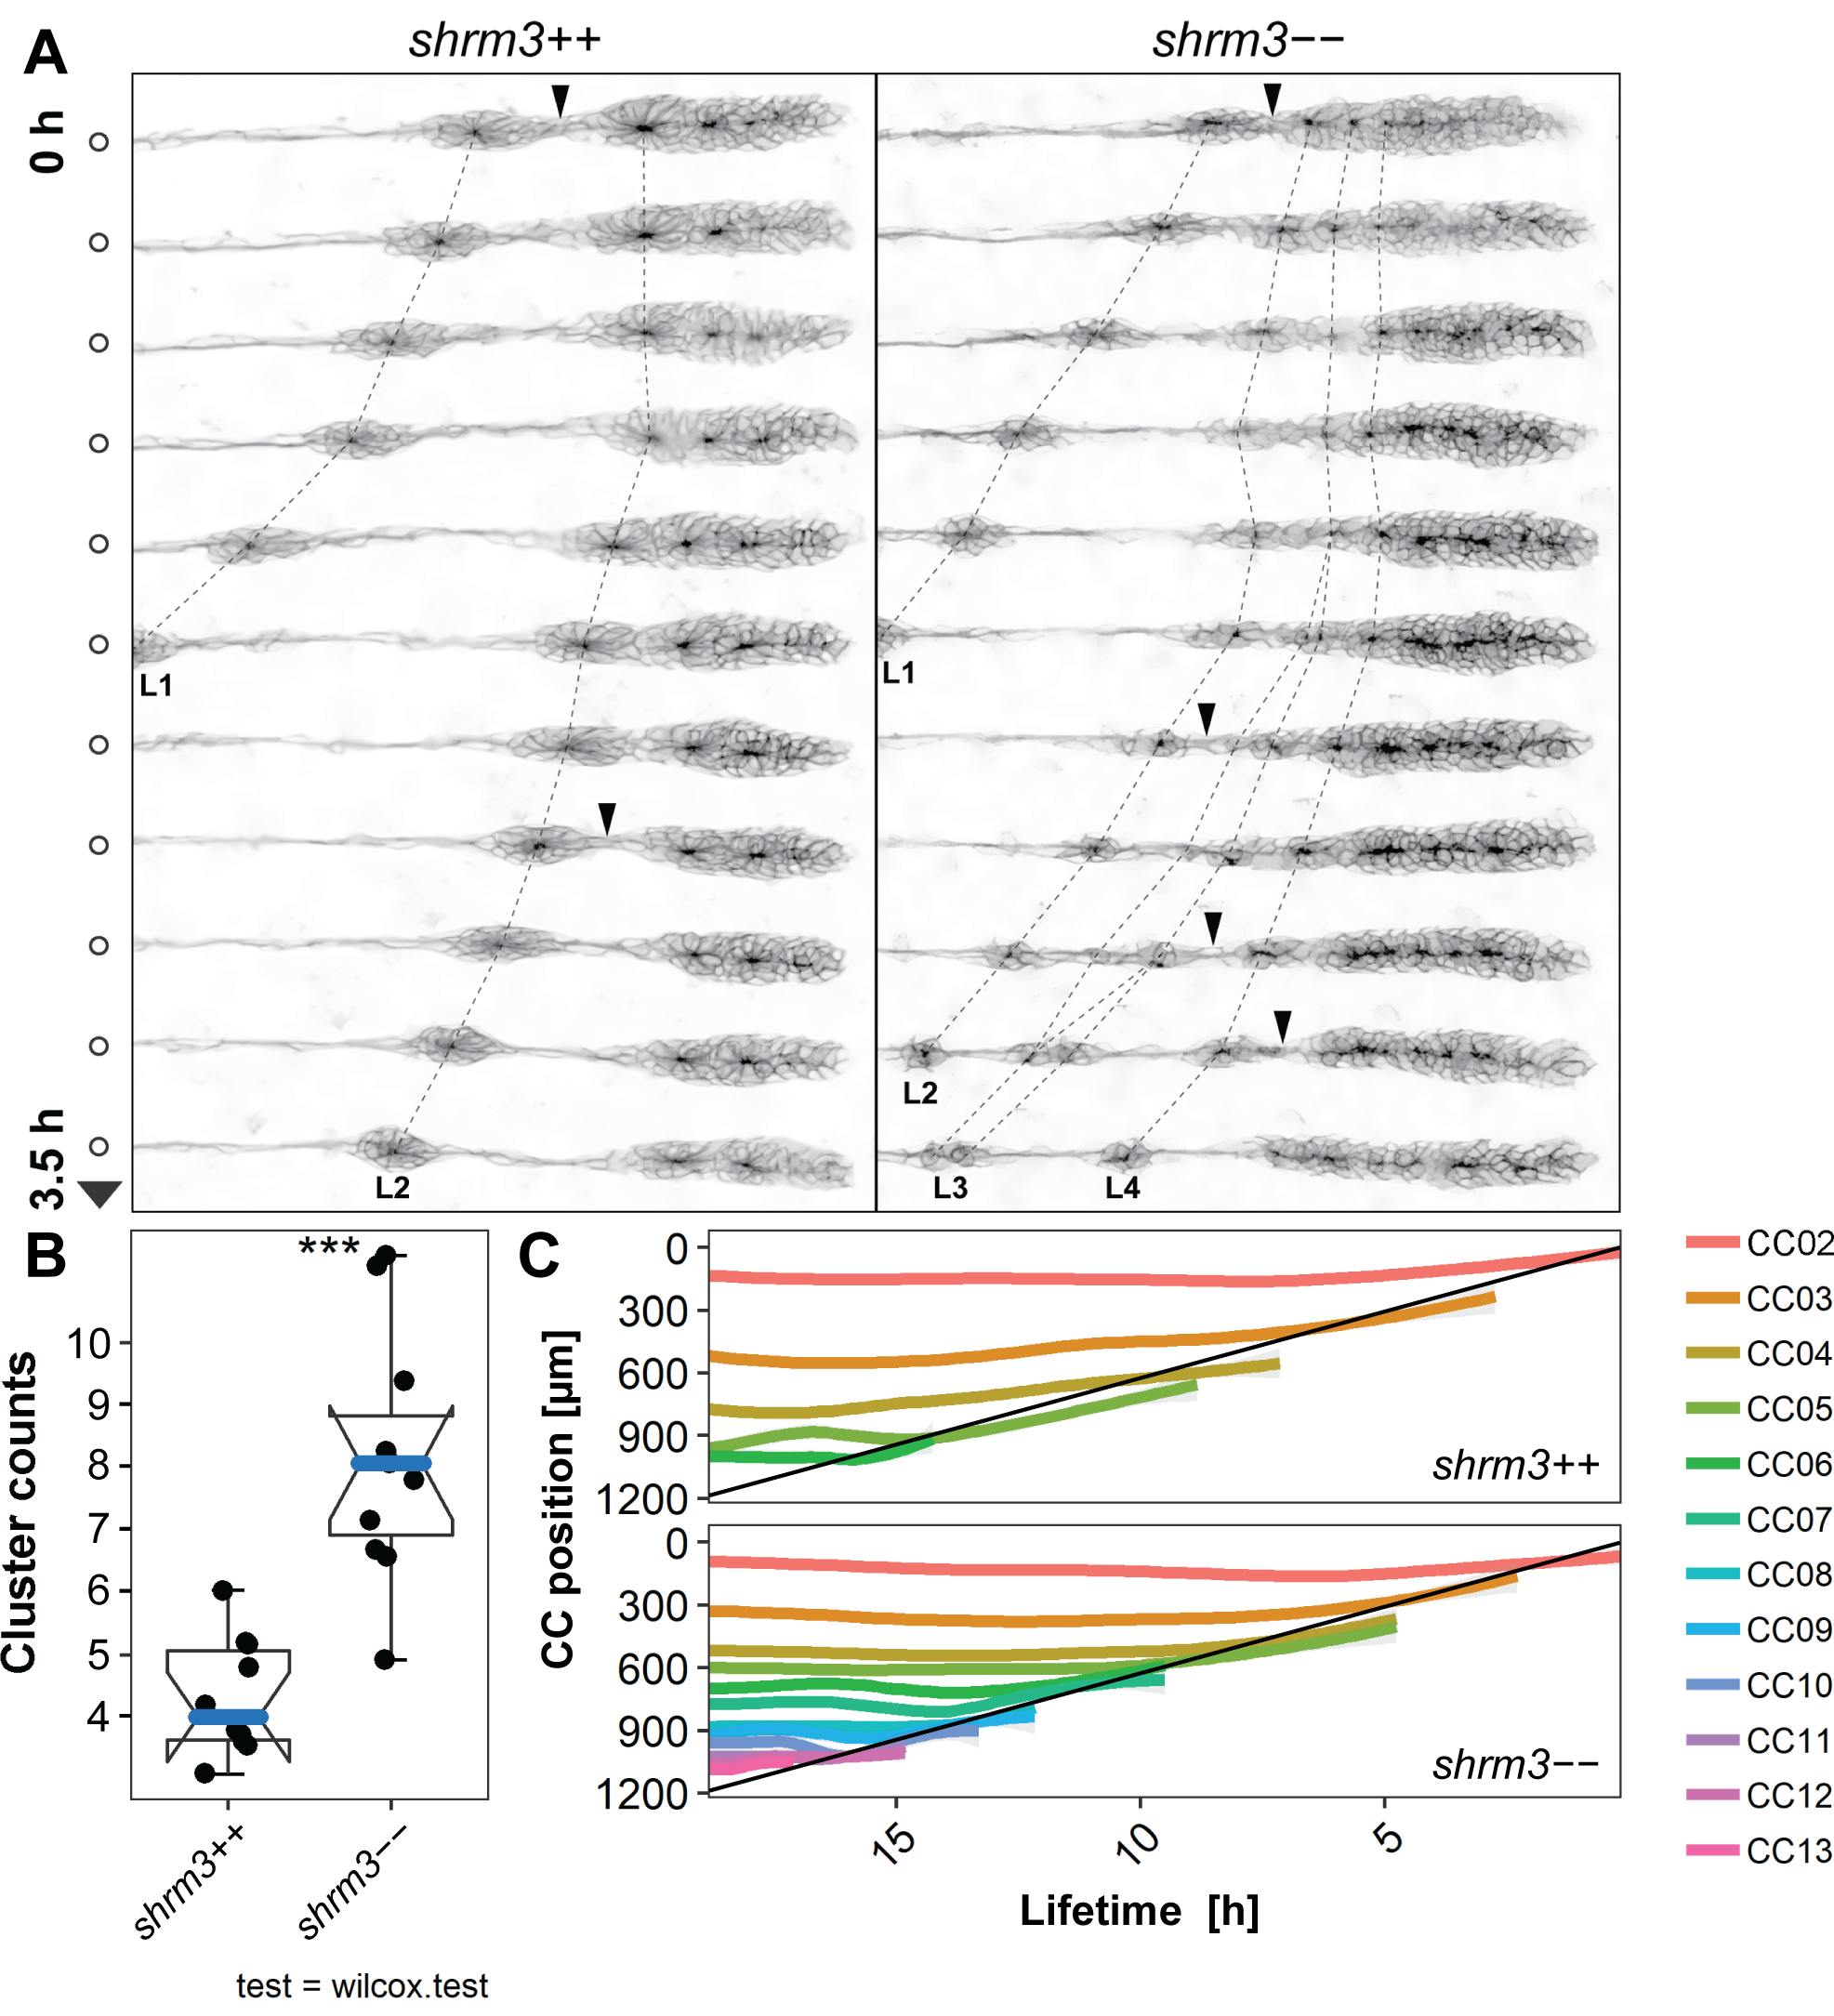 A
shrm3++
shrm3−−
0 h
L1
L1
L2
3.5 h
L2
L3
L4
B
***
Cluster counts
10
9
8
7
6
5
4
shrm3++
shrm3−−
test = wilcox.test
C
CC position [µm]
0
300
600
900
1200
shrm3++
0
300
600
900
1200
shrm3−−
15
10
5
Lifetime [h]
CC02
CC03
CC04
CC05
CC06
CC07
CC08
CC09
CC10
CC11
CC12
CC13